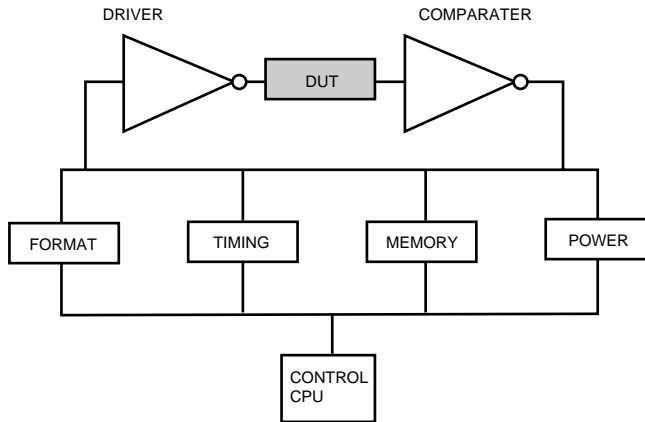 DRIVER
COMPARATER
DUT
FORMAT
TIMING
MEMORY
POWER
CONTROL
CPU